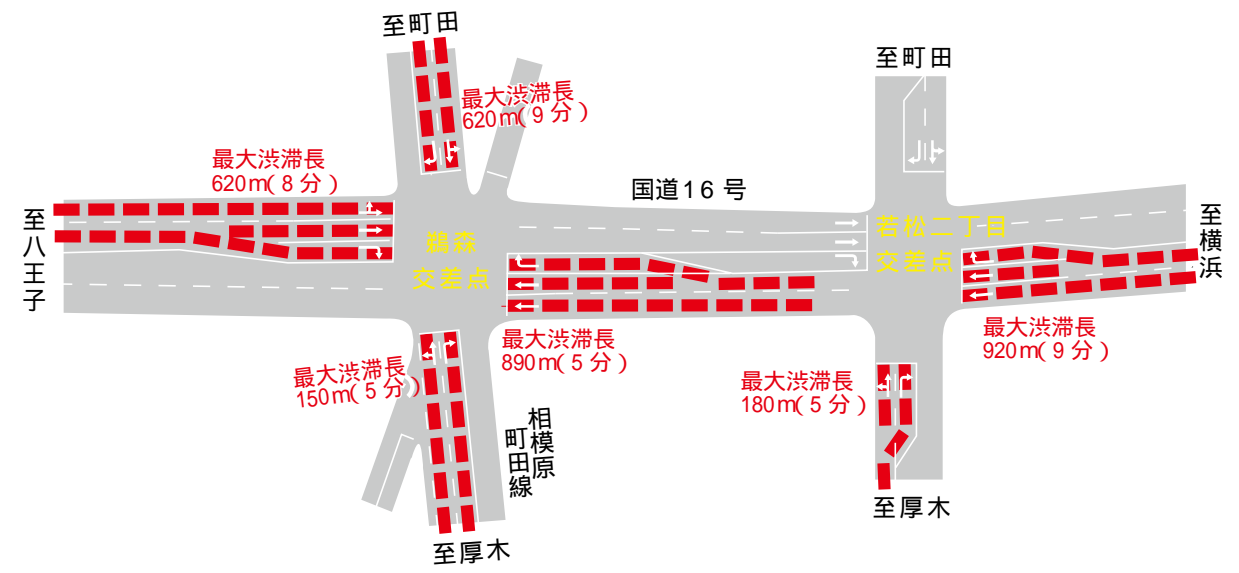 至町田
至町田
最大渋滞長
620m(9分)
最大渋滞長
620m(8分)
国道16号
至八王子
鵜森
交差点
若松二丁目
交差点
至横浜
最大渋滞長
890m(5分)
最大渋滞長
920m(9分)
最大渋滞長
150m(5分)
最大渋滞長
180m(5分)
相模原
町田線
至厚木
至厚木